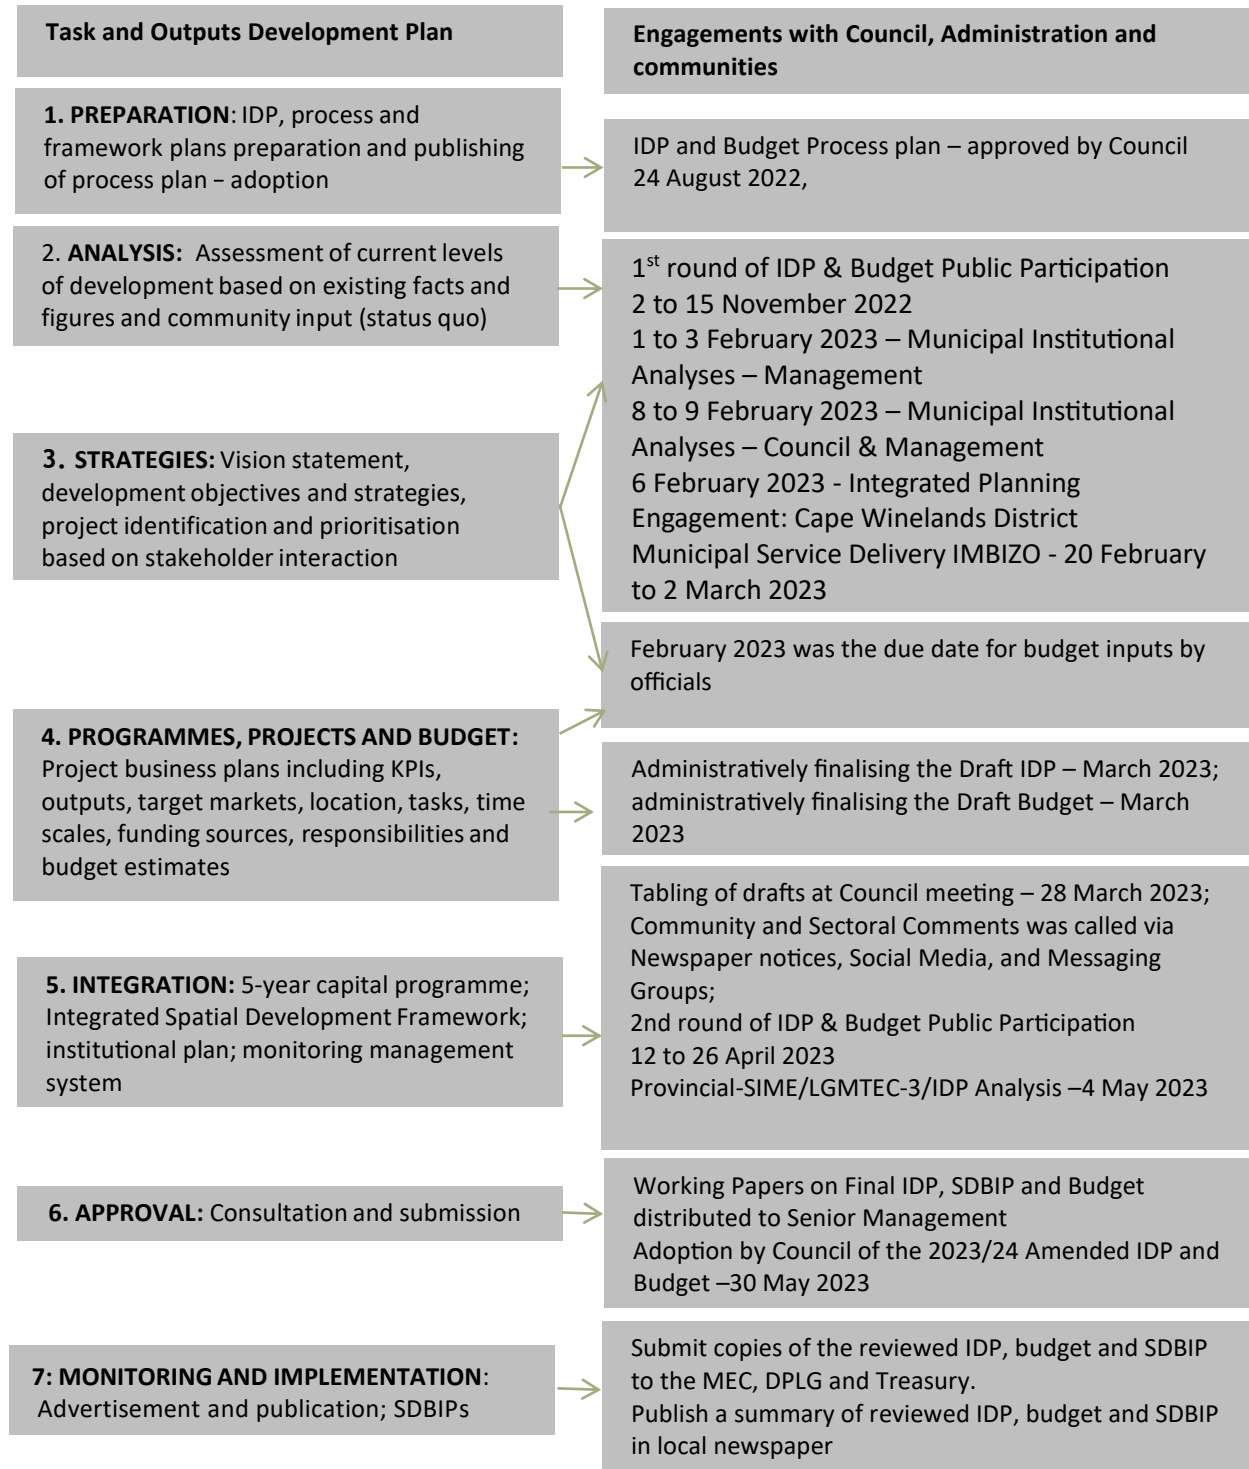 Task and Outputs Development Plan
Engagements with Council, Administration and
communities
1. PREPARATION: IDP, process and
framework plans preparation and publishing
of process plan – adoption
IDP and Budget Process plan – approved by Council
24 August 2022,
2. ANALYSIS: Assessment of current levels
of development based on existing facts and
figures and community input (status quo)
1st round of IDP & Budget Public Participation
2 to 15 November 2022
1 to 3 February 2023 – Municipal Institutional
Analyses – Management
8 to 9 February 2023 – Municipal Institutional
Analyses – Council & Management
6 February 2023 - Integrated Planning
Engagement: Cape Winelands District
Municipal Service Delivery IMBIZO - 20 February
to 2 March 2023
3. STRATEGIES: Vision statement,
development objectives and strategies,
project identification and prioritisation
based on stakeholder interaction
February 2023 was the due date for budget inputs by
officials
4. PROGRAMMES, PROJECTS AND BUDGET:
Project business plans including KPIs,
outputs, target markets, location, tasks, time
scales, funding sources, responsibilities and
budget estimates
Administratively finalising the Draft IDP – March 2023;
administratively finalising the Draft Budget – March
2023
5. INTEGRATION: 5-year capital programme;
Integrated Spatial Development Framework;
institutional plan; monitoring management
system
Tabling of drafts at Council meeting – 28 March 2023;
Community and Sectoral Comments was called via
Newspaper notices, Social Media, and Messaging
Groups;
2nd round of IDP & Budget Public Participation
12 to 26 April 2023
Provincial-SIME/LGMTEC-3/IDP Analysis –4 May 2023
6. APPROVAL: Consultation and submission
Working Papers on Final IDP, SDBIP and Budget
distributed to Senior Management
Adoption by Council of the 2023/24 Amended IDP and
Budget –30 May 2023
7: MONITORING AND IMPLEMENTATION:
Advertisement and publication; SDBIPs
Submit copies of the reviewed IDP, budget and SDBIP
to the MEC, DPLG and Treasury.
Publish a summary of reviewed IDP, budget and SDBIP
in local newspaper